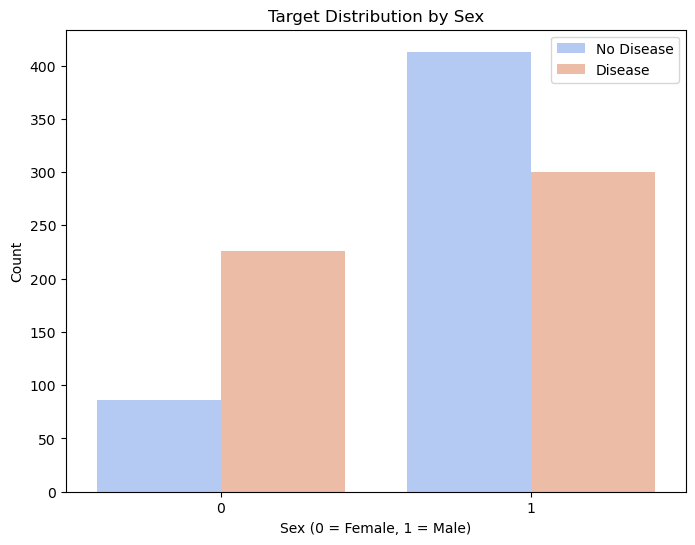 Target Distribution by Sex
No Disease
Disease
400
350
300
250
200
150
100
50
0
Count
0
1
Sex (0 = Female, 1 = Male)